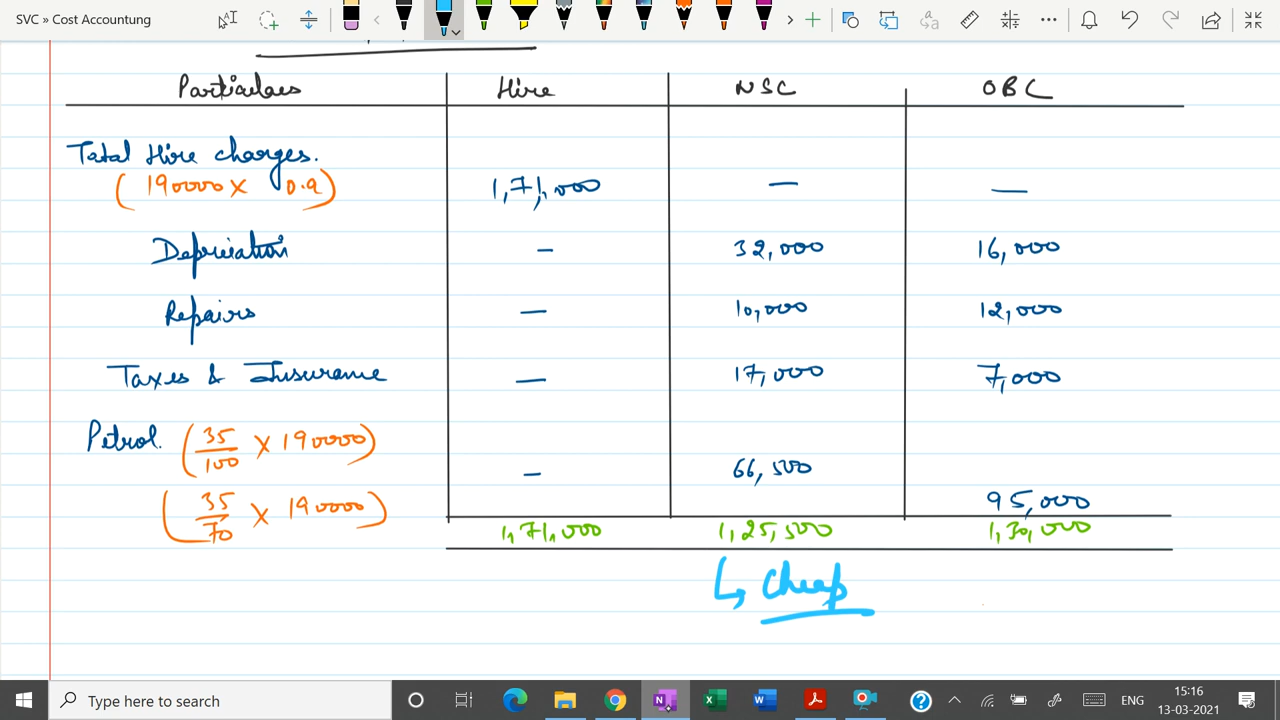 SVC » Cost Accountung
Particulars Hire NSC OBC
Total Hire charges.
(190000 × 0.9) 1,71,000 — —
Depreciation - 32,000 16,000
Repairs — 10,000 12,000
Taxes & Insurance — 17,000 7,000
Petrol. (35/100 × 190000) — 66,500
(35/70 × 190000) 95,000
1,71,000 1,25,500 1,30,000
↳ Cheap
Type here to search
ENG
15:16
13-03-2021